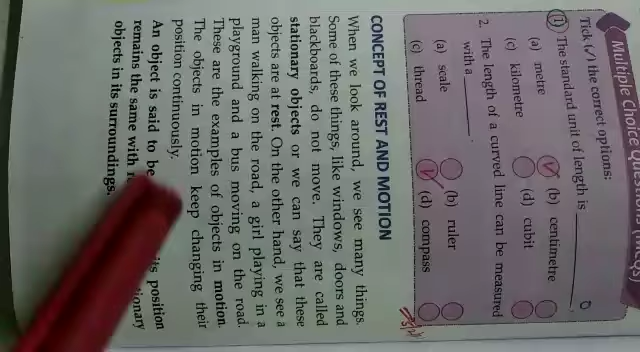 Multiple Choice
Tick (✓) the correct options:
1. The standard unit of length is ________.
(a) metre (b) centimetre
(c) kilometre (d) cubit
2. The length of a curved line can be measured
with a ________.
(a) scale (b) ruler
(c) thread (d) compass
CONCEPT OF REST AND MOTION
When we look around, we see many things.
Some of these things, like windows, doors and
blackboards, do not move. They are called
stationary objects or we can say that these
objects are at rest. On the other hand, we see a
man walking on the road, a girl playing in a
playground and a bus moving on the road.
These are the examples of objects in motion.
The objects in motion keep changing their
position continuously.
An object is said to be its position
remains the same with
objects in its surroundings.